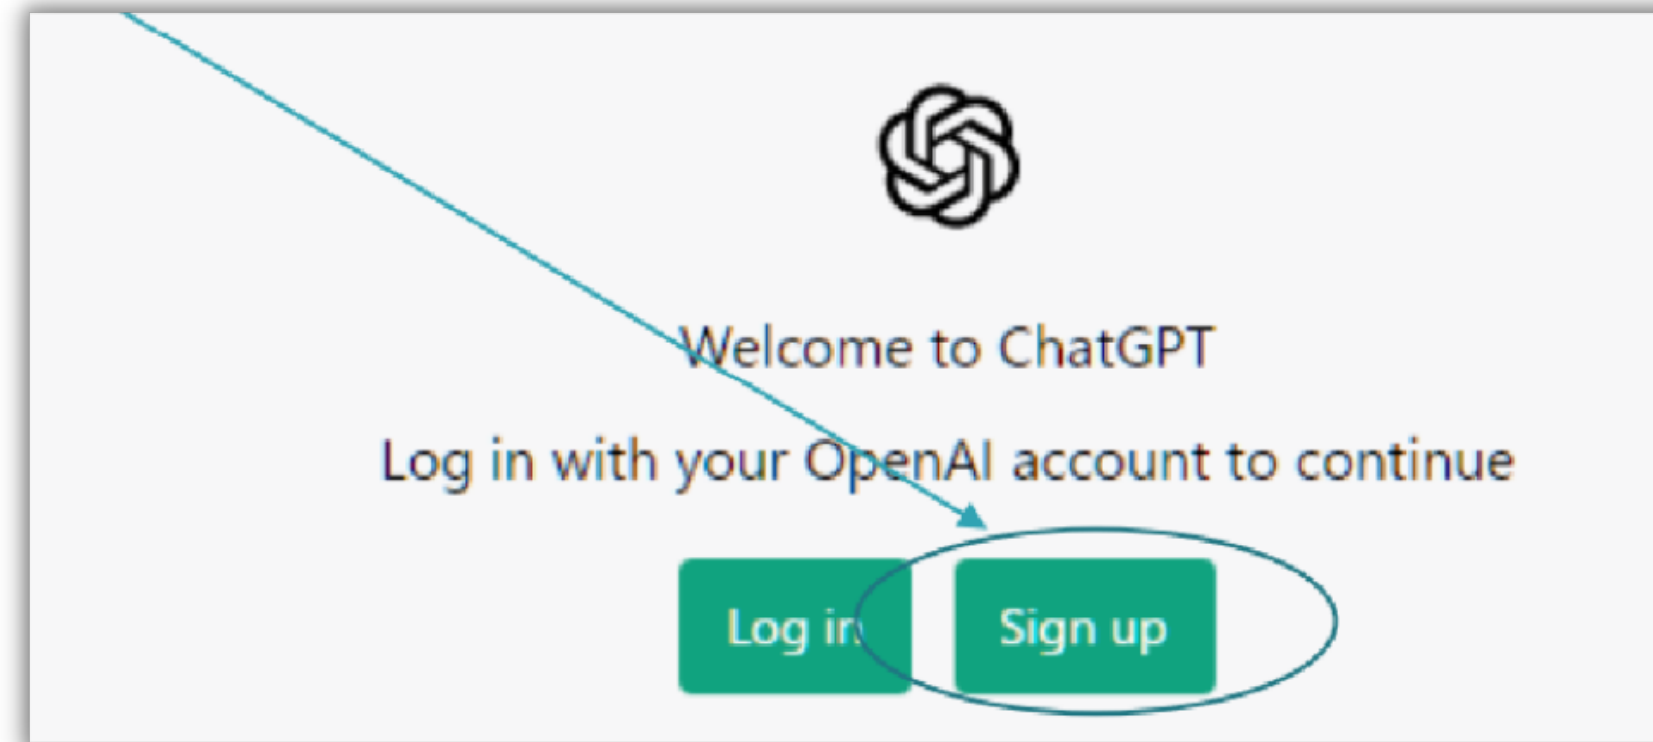 Welcome to ChatGPT
Log in with your OpenAI account to continue
Log in
Sign up